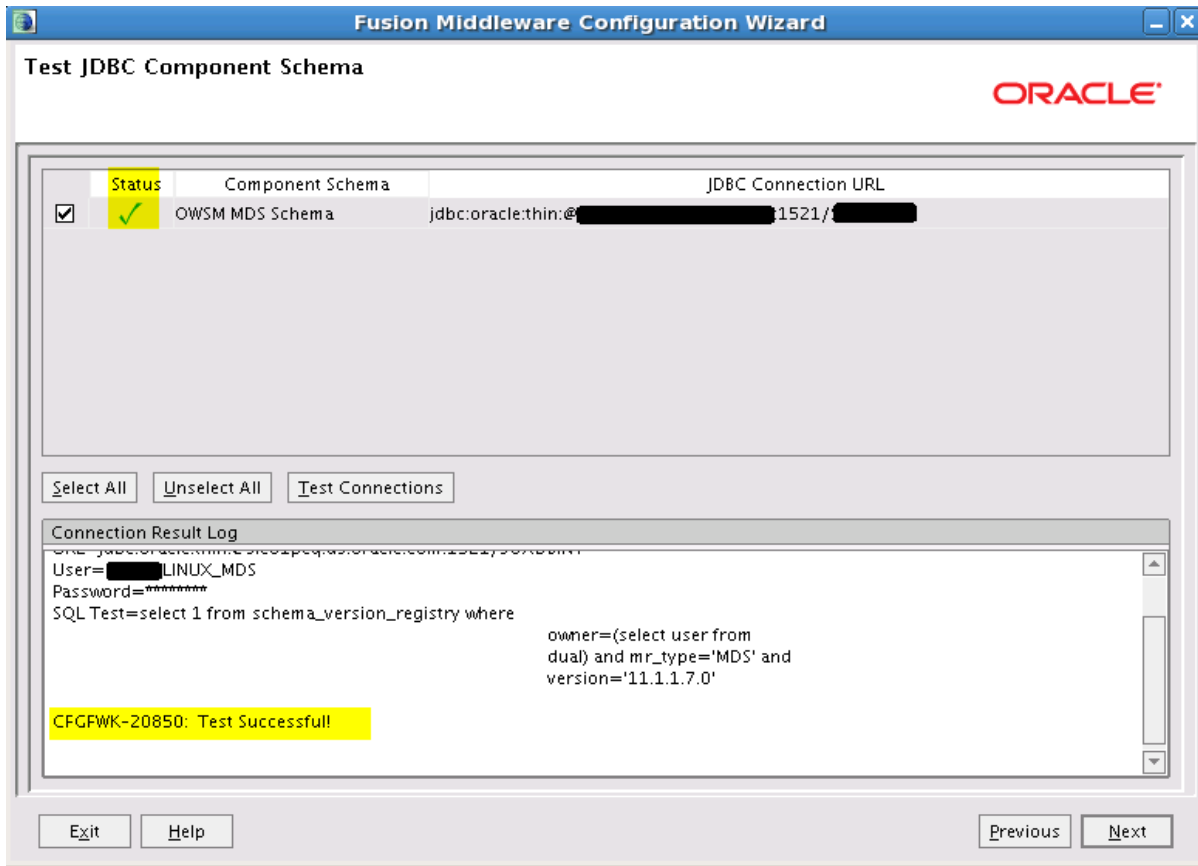 Fusion Middleware Configuration Wizard
Test JDBC Component Schema
ORACLE
Status Component Schema JDBC Connection URL
OWSM MDS Schema jdbc:oracle:thin:@ :1521/
Select All Unselect All Test Connections
Connection Result Log
User= LINUX_MDS
Password=********
SQL Test=select 1 from schema_version_registry where
owner=(select user from
dual) and mr_type='MDS' and
version='11.1.1.7.0'
CFGFWK-20850: Test Successful!
Exit Help Previous Next